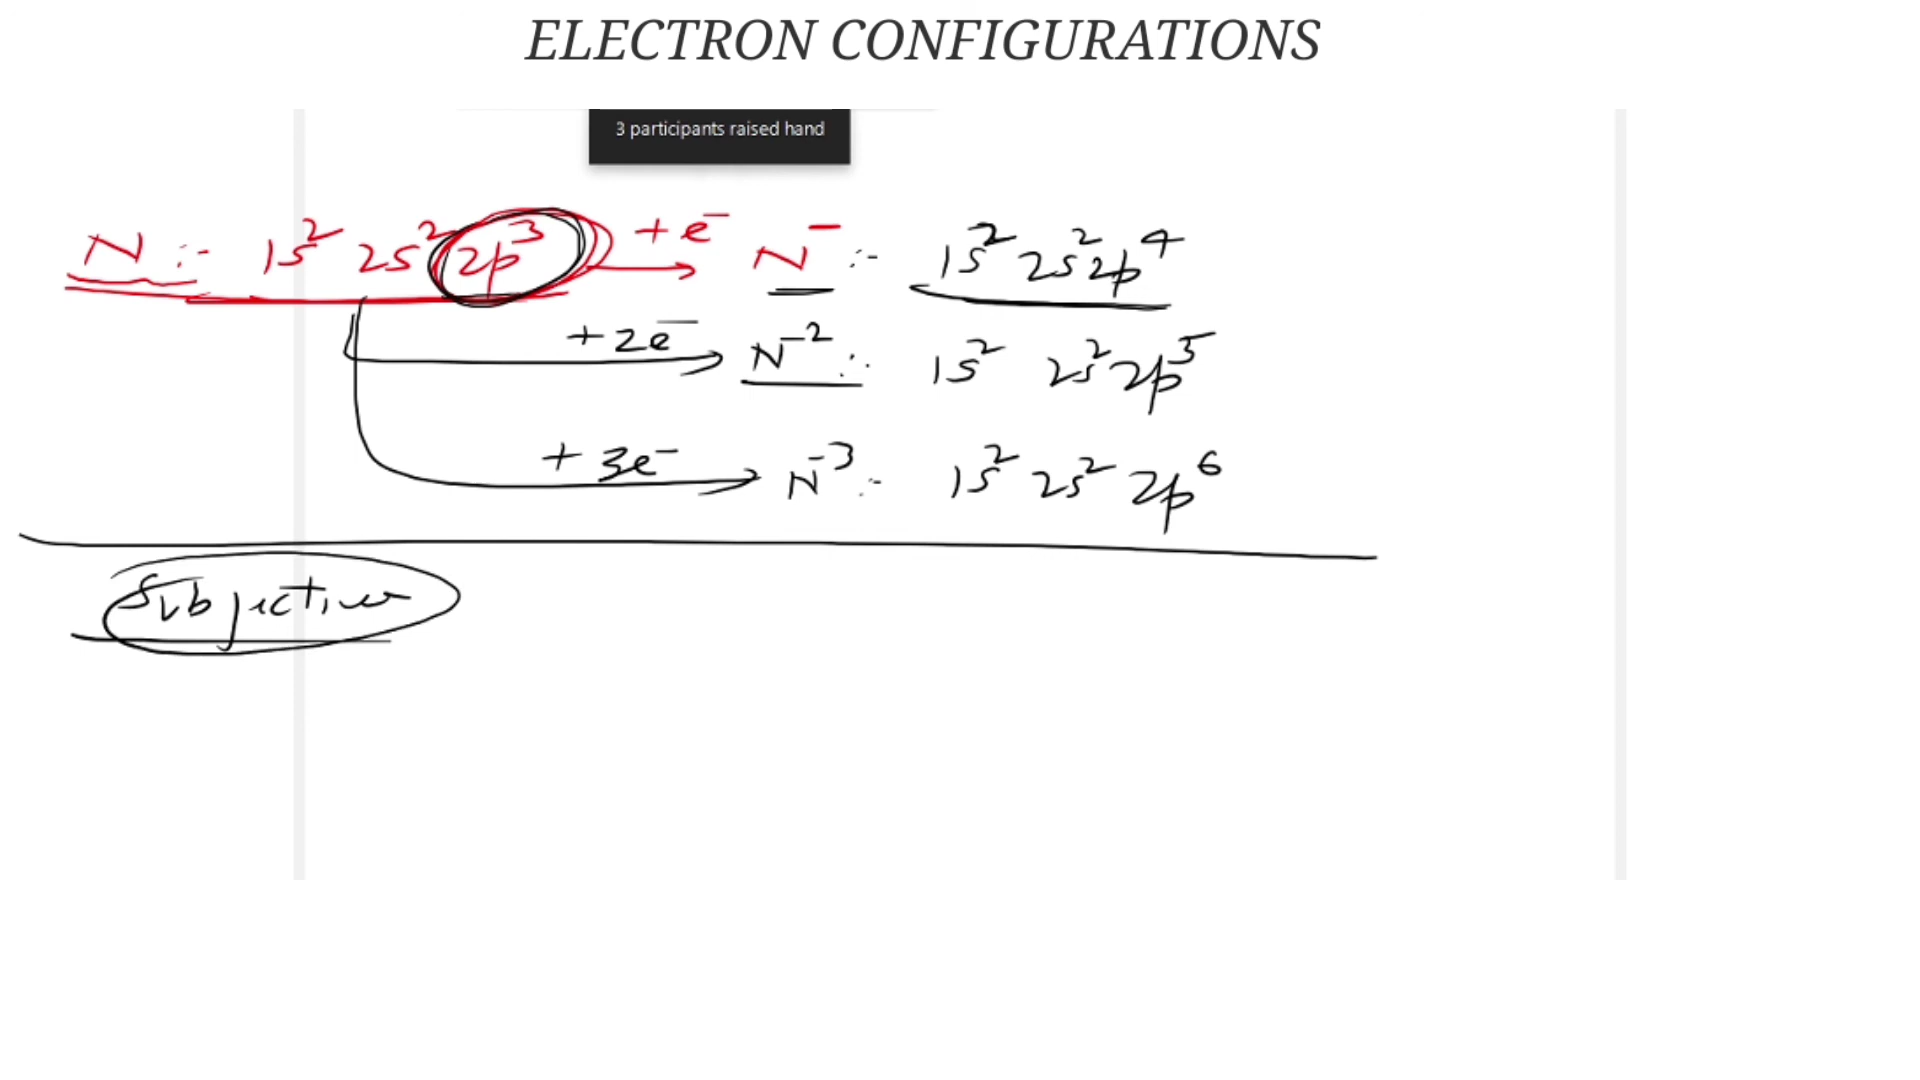 ELECTRON CONFIGURATIONS
3 participants raised hand
N :- 1s² 2s² 2p³ +e⁻ N⁻ :- 1s² 2s² 2p⁴
+2e⁻ N⁻² :- 1s² 2s² 2p⁵
+3e⁻ N⁻³ :- 1s² 2s² 2p⁶
Subjective